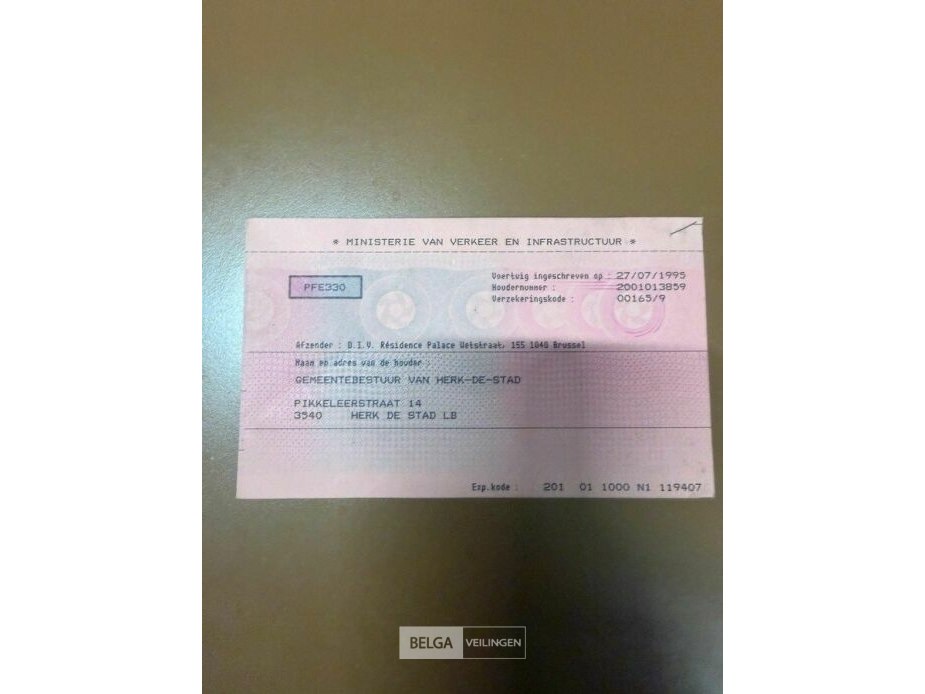 * MINISTERIE VAN VERKEER EN INFRASTRUCTUUR *
PFE330
Voertuig ingeschreven op : 27/07/1995
Houdernummer : 2001013859
Verzekeringskode : 00165/9
Afzender : D.I.V. Résidence Palace Wetstraat, 155 1040 Brussel
Naam en adres van de houder :
GEMEENTEBESTUUR VAN HERK-DE-STAD
PIKKELEERSTRAAT 14
3540 HERK DE STAD LB
Exp.kode : 201 01 1000 N1 119407
BELGA VEILINGEN